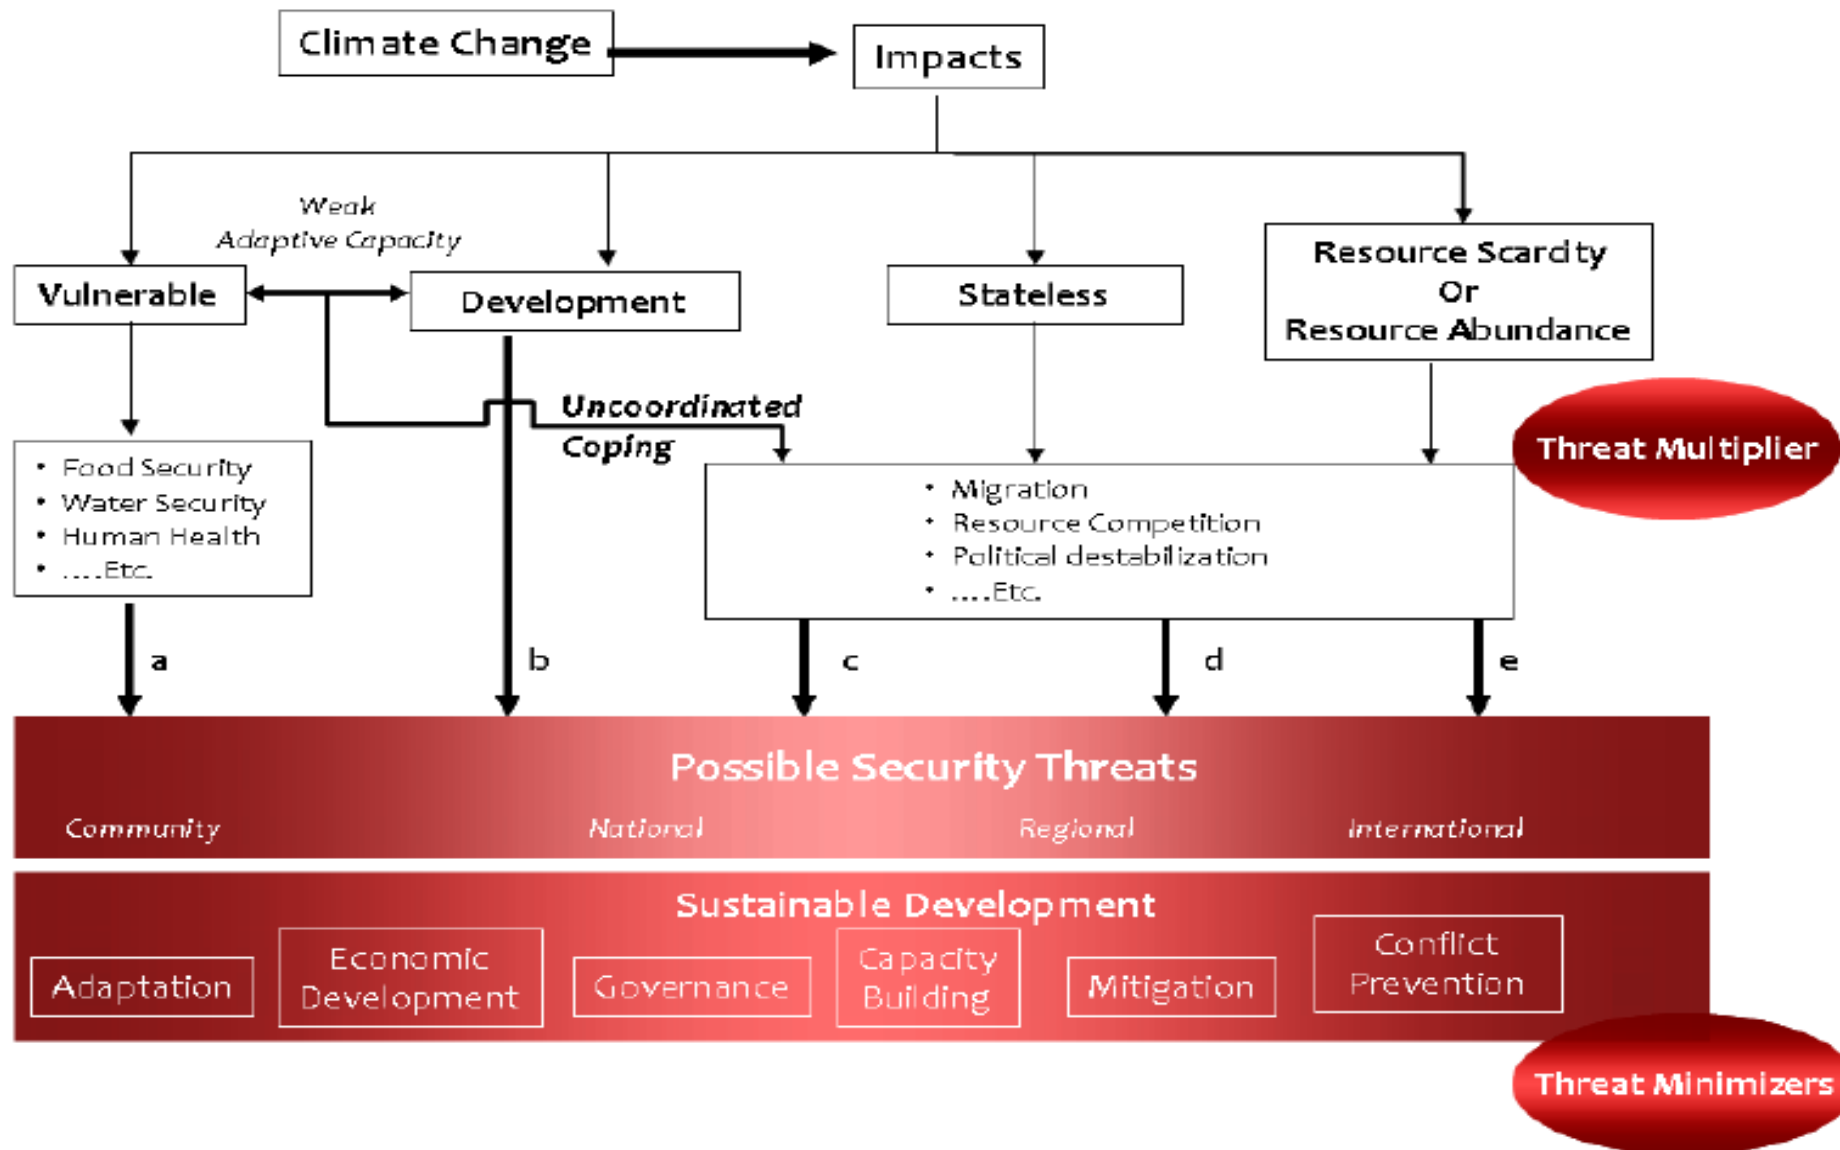 Climate Change
Impacts
Weak
Adaptive Capacity
Vulnerable
Development
Stateless
Resource Scarcity
Or
Resource Abundance
Uncoordinated
Coping
Threat Multiplier
• Food Security
• Water Security
• Human Health
• ....Etc.
• Migration
• Resource Competition
• Political destabilization
• ....Etc.
a
b
c
d
e
Possible Security Threats
Community
National
Regional
International
Sustainable Development
Adaptation
Economic
Development
Governance
Capacity
Building
Mitigation
Conflict
Prevention
Threat Minimizers